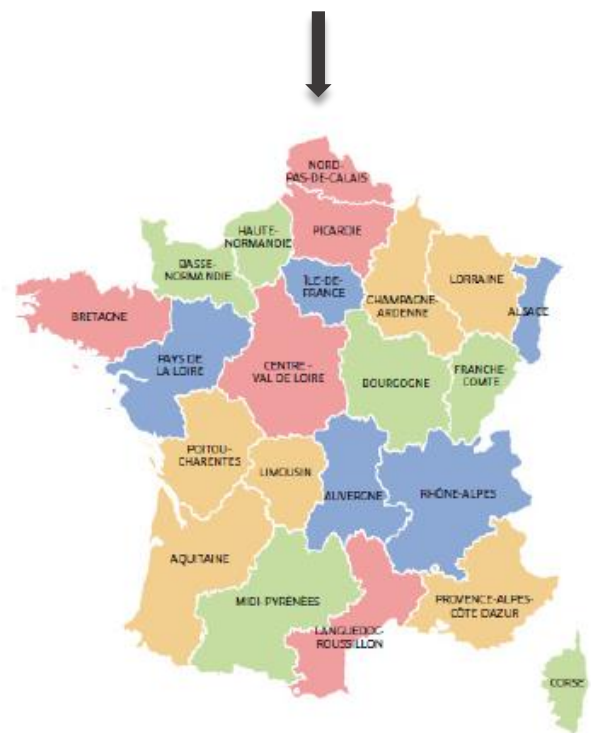 NORD-
PAS-DE-CALAIS
HAUTE-
NORMANDIE
PICARDIE
BASSE-
NORMANDIE
ÎLE-DE-
FRANCE
CHAMPAGNE-
ARDENNE
LORRAINE
ALSACE
BRETAGNE
PAYS DE
LA LOIRE
CENTRE -
VAL DE LOIRE
BOURGOGNE
FRANCHE-
COMTE
POITOU-
CHARENTES
LIMOUSIN
AUVERGNE
RHÔNE-ALPES
AQUITAINE
MIDI-PYRÉNÉES
LANGUEDOC-
ROUSSILLON
PROVENCE-ALPES-
CÔTE DAZUR
CORSE